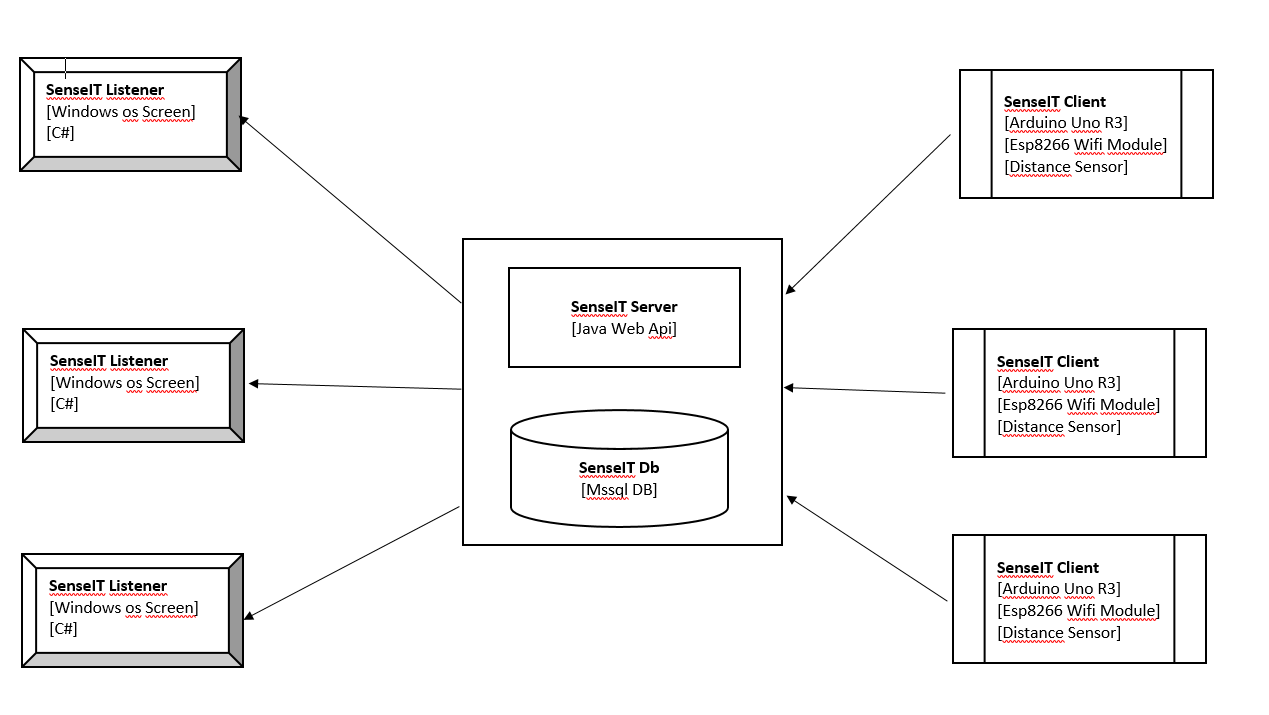 SenseIT Listener
[Windows os Screen]
[C#]
SenseIT Client
[Arduino Uno R3]
[Esp8266 Wifi Module]
[Distance Sensor]
SenseIT Server
[Java Web Api]
SenseIT Listener
[Windows os Screen]
[C#]
SenseIT Client
[Arduino Uno R3]
[Esp8266 Wifi Module]
[Distance Sensor]
SenseIT Db
[Mssql DB]
SenseIT Listener
[Windows os Screen]
[C#]
SenseIT Client
[Arduino Uno R3]
[Esp8266 Wifi Module]
[Distance Sensor]